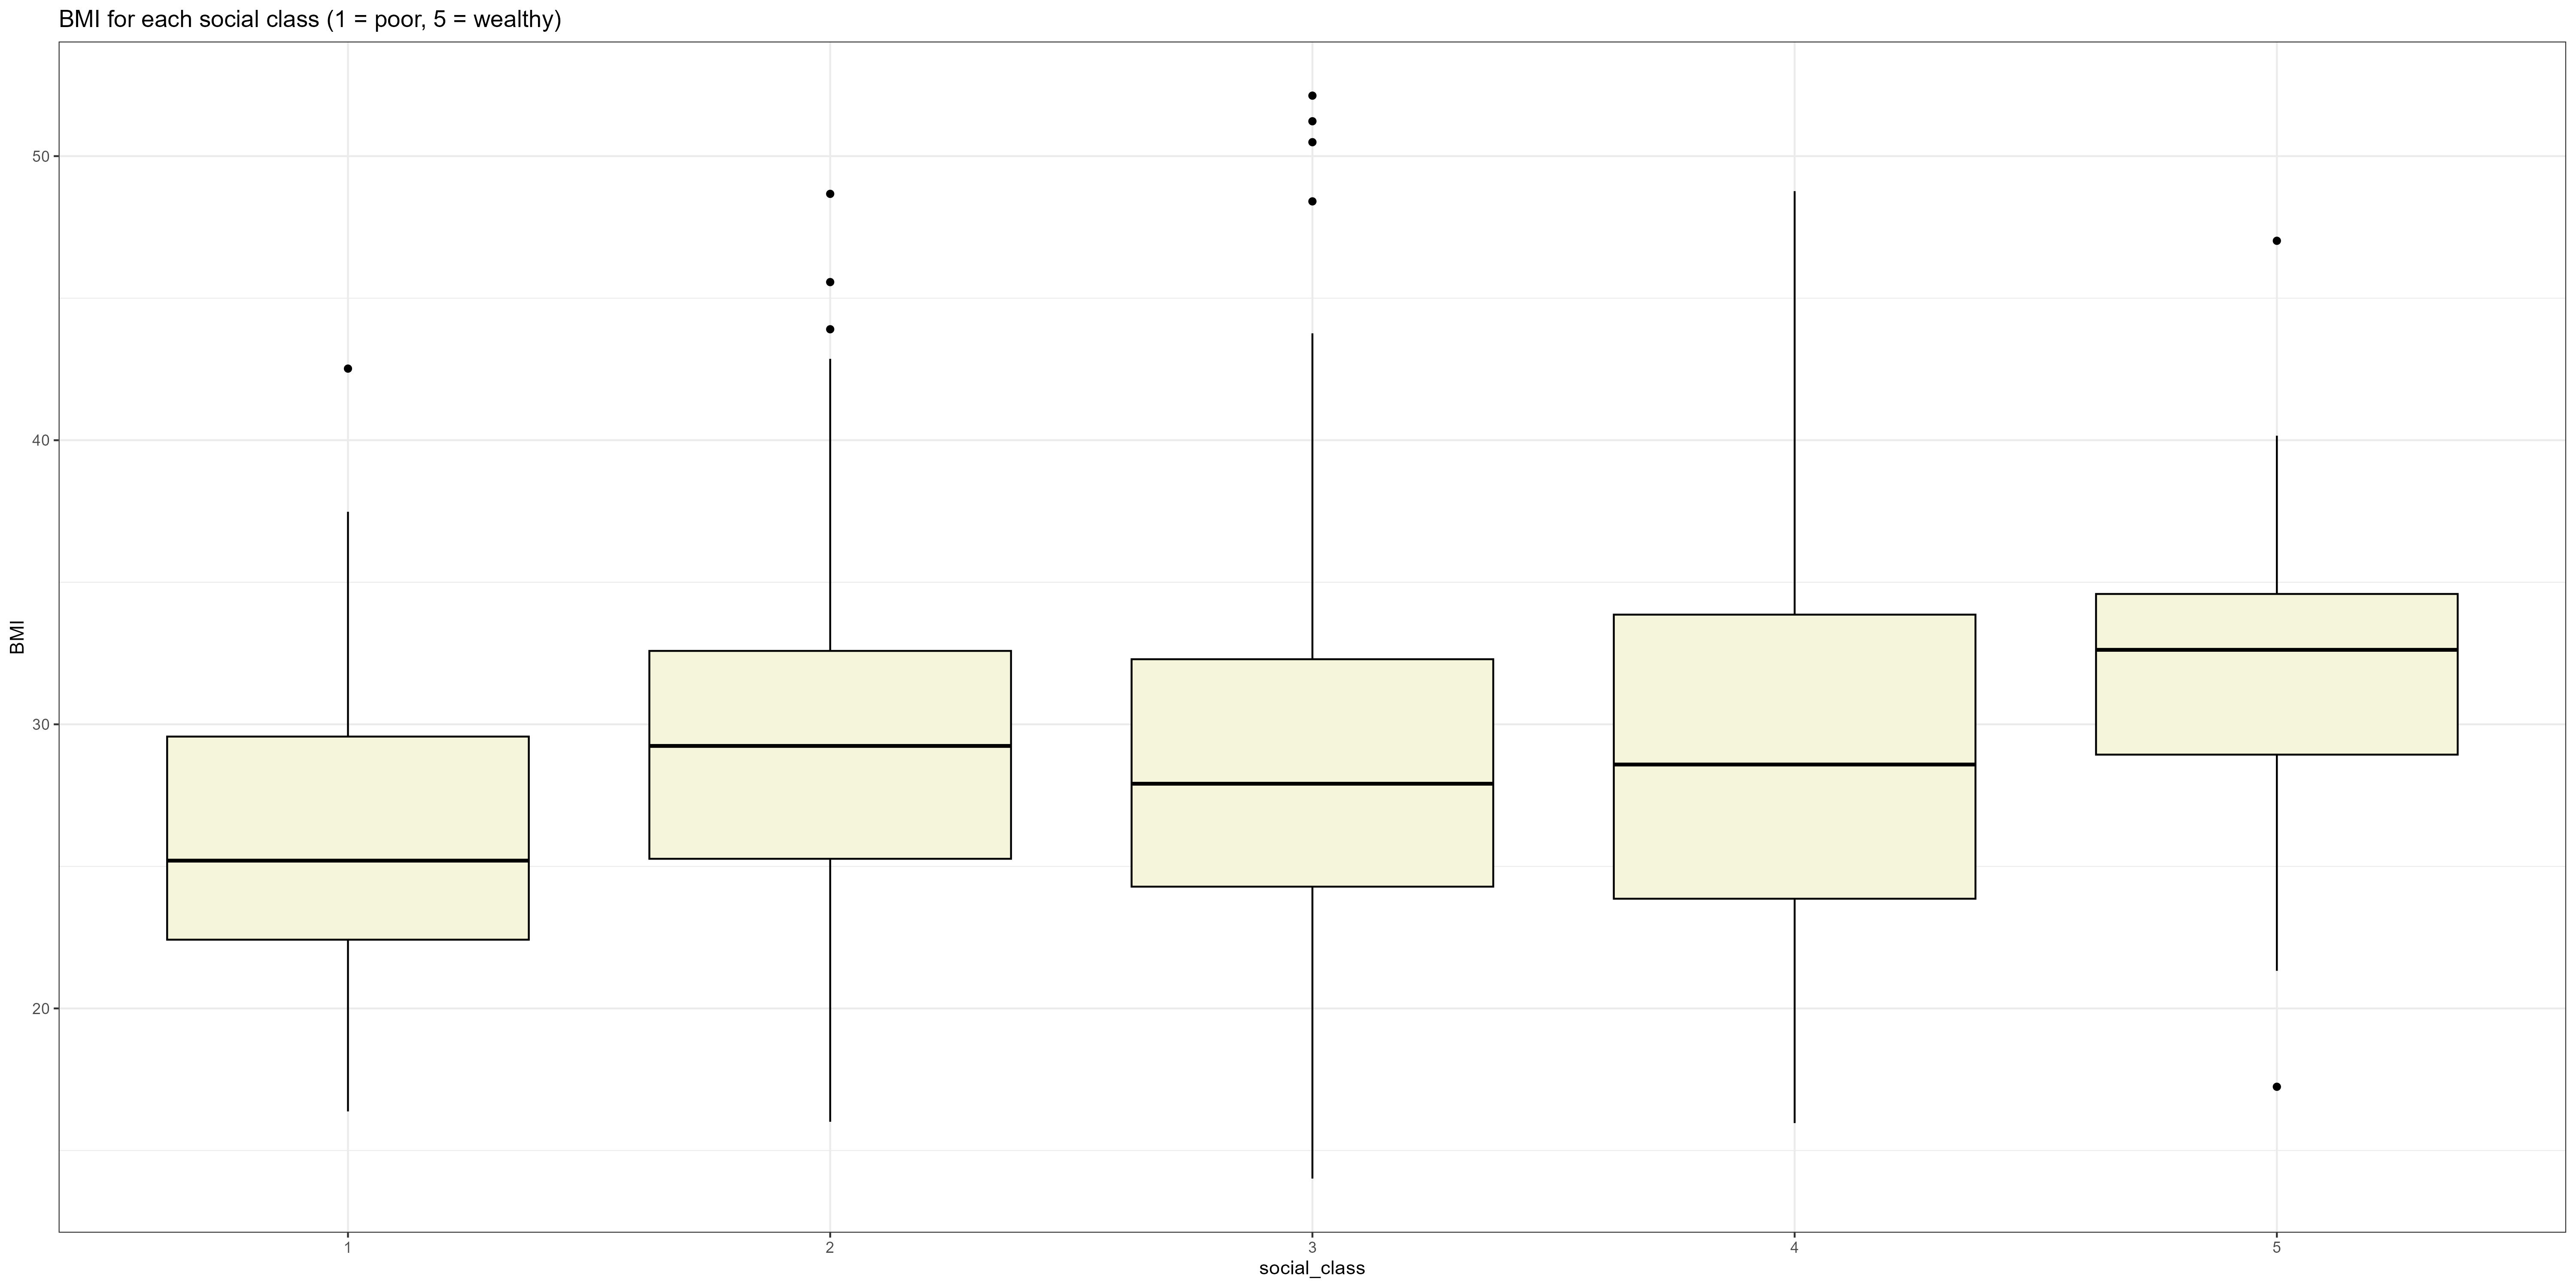 BMI for each social class (1 = poor, 5 = wealthy)
50
40
30
20
BMI
1 2 3 4 5
social_class